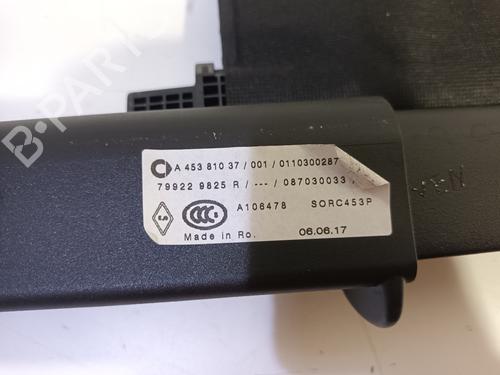 A 453 810 37 / 001 / 0110300287
79922 9825 R / --- / 087030033
A106478 SORC453P
Made in Ro. 06.06.17
B-PARTS